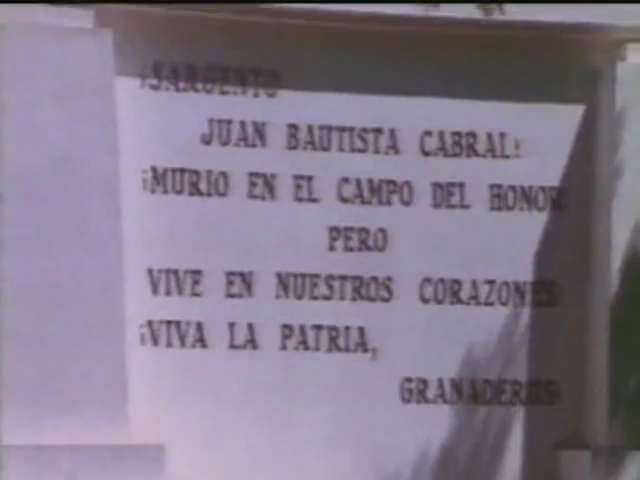 ¡SARGENTO
JUAN BAUTISTA CABRAL!
¡MURIO EN EL CAMPO DEL HONOR
PERO
VIVE EN NUESTROS CORAZONES
¡VIVA LA PATRIA,
GRANADEROS!